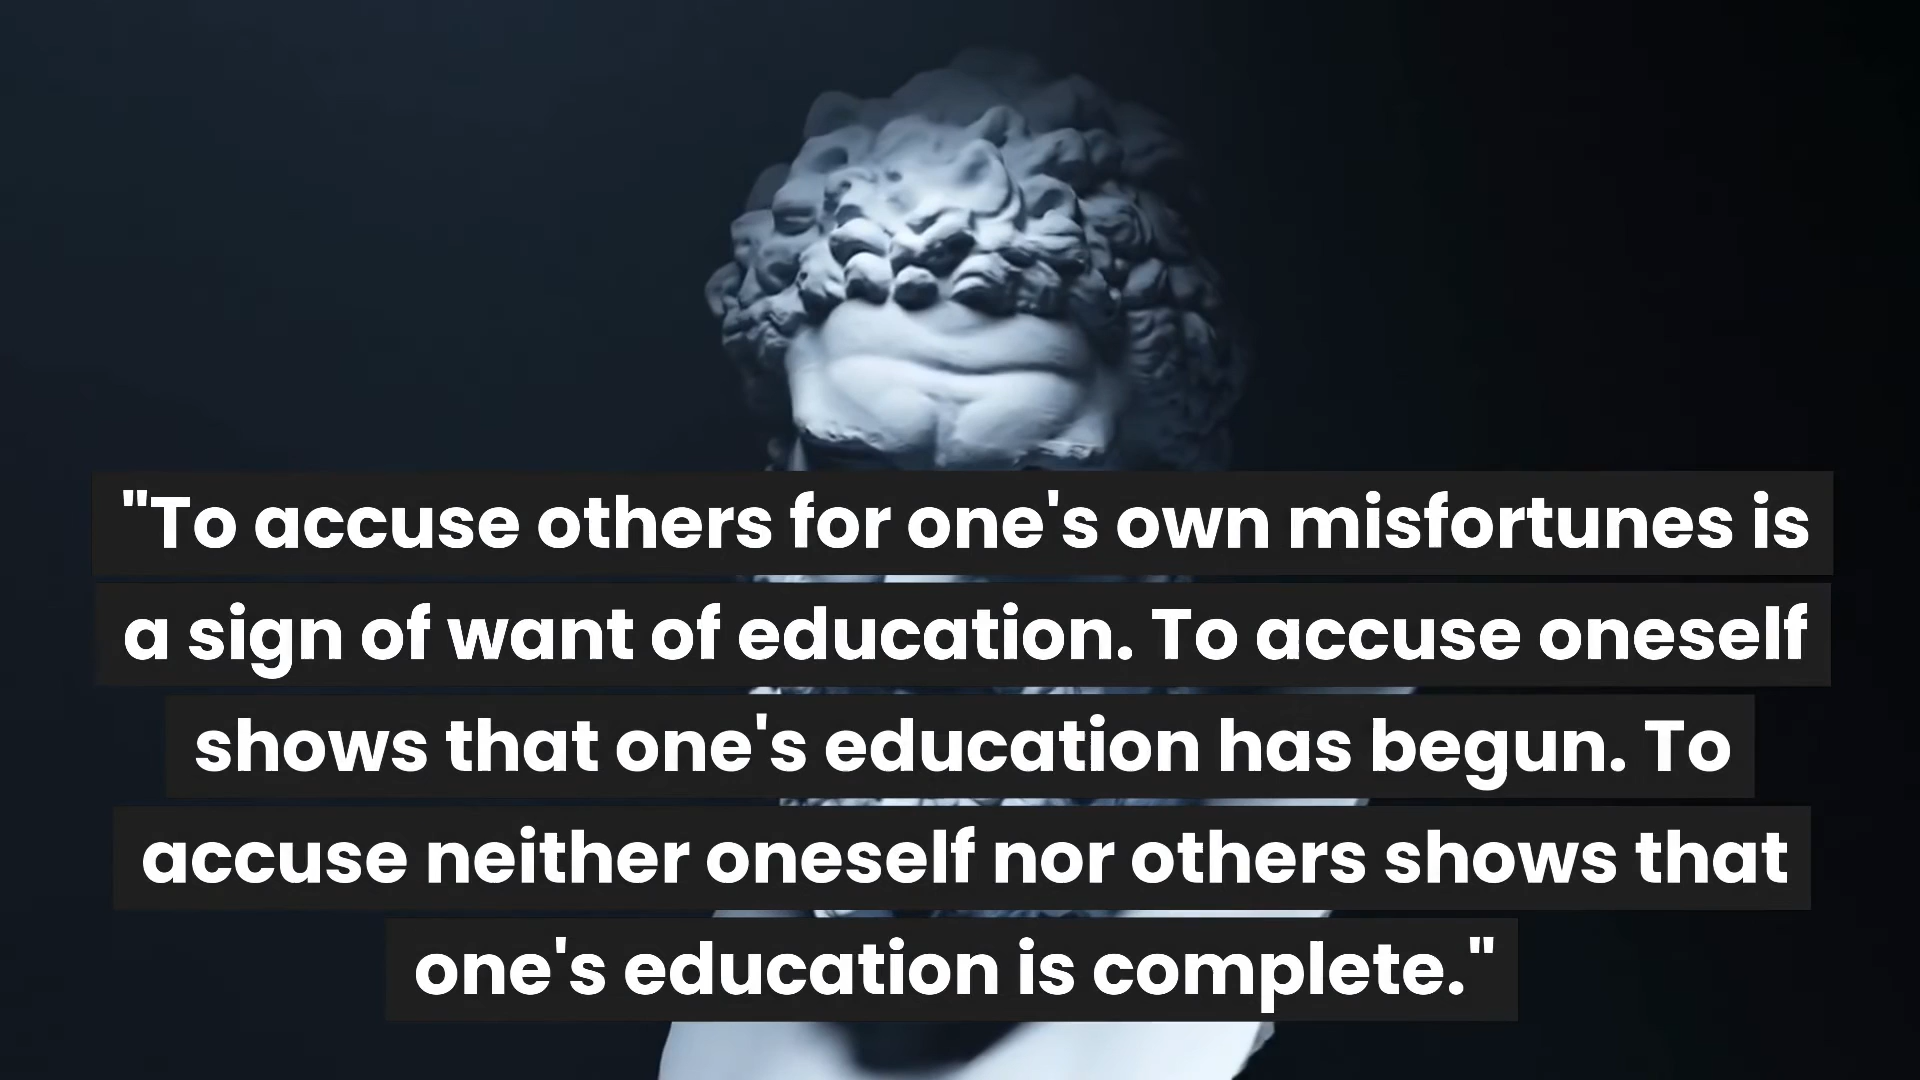 "To accuse others for one's own misfortunes is
a sign of want of education. To accuse oneself
shows that one's education has begun. To
accuse neither oneself nor others shows that
one's education is complete."